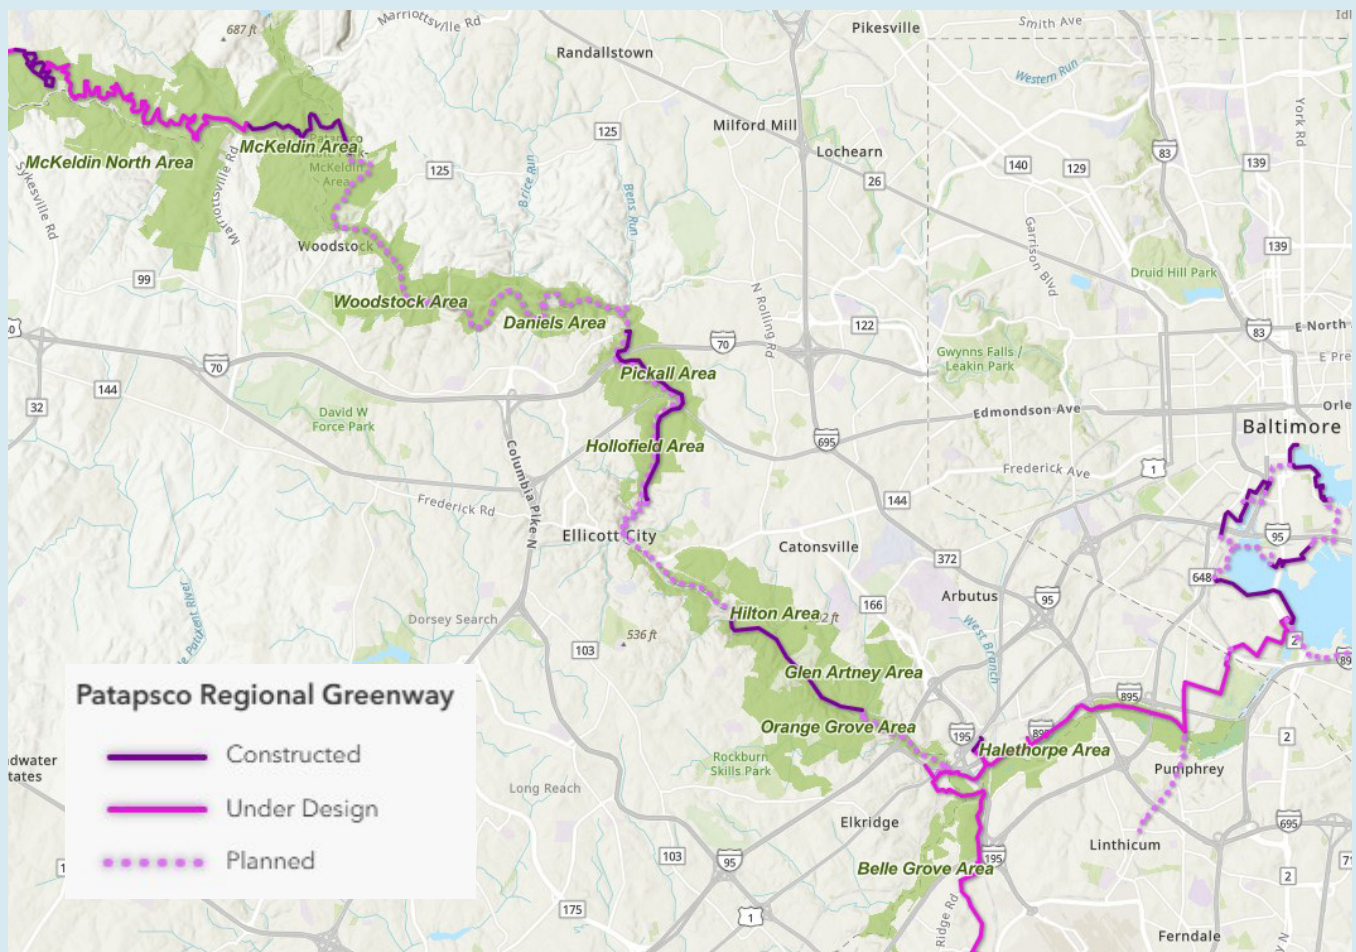 Marriottsville Rd
687 ft
Randallstown
Pikesville
Smith Ave
Western Run
York Rd
83
McKeldin North Area
McKeldin Area
McKeldin
Area
Sykesville Rd
Marriottsville Rd
125
125
Brice Run
Bens Run
Milford Mill
Lochearn
26
140
129
139
Woodstock
99
Garrison Blvd
Druid Hill Park
139
Woodstock Area
Daniels Area
N Rolling Rd
122
83
E North
70
70
Pickall Area
Gwynns Falls /
Leakin Park
144
32
David W
Force Park
Edmondson Ave
Baltimore
695
Hollofield Area
Columbia Pike N
Frederick Rd
Frederick Ave
1
144
Ellicott City
Catonsville
372
95
648
Arbutus
95
166
Hilton Area
Dorsey Search
536 ft
103
West Branch
2
Glen Artney Area
895
Orange Grove Area
195
Halethorpe Area
Rockburn
Skills Park
Pumphrey
2
Long Reach
Elkridge
Linthicum
695
103
95
195
Belle Grove Area
2
175
1
Ridge Rd
Ferndale
Patapsco Regional Greenway
Constructed
Under Design
Planned